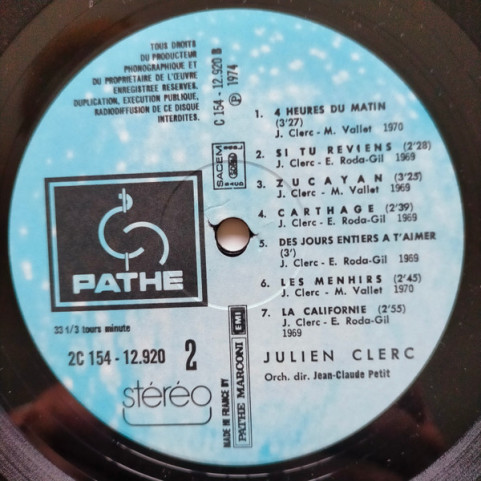 TOUS DROITS
DU PRODUCTEUR
PHONOGRAPHIQUE ET
DU PROPRIETAIRE DE L'ŒUVRE
ENREGISTREE RESERVES.
DUPLICATION, EXECUTION PUBLIQUE,
RADIODIFFUSION DE CE DISQUE
INTERDITES.
C 154-12.920 B
Ⓟ 1974
SACEM
1. 4 HEURES DU MATIN
(3'27)
J. Clerc - M. Vallet 1970
2. SI TU REVIENS (2'28)
J. Clerc - E. Roda-Gil 1969
3. ZUCAYAN (3'25)
J. Clerc - M. Vallet 1969
4. CARTHAGE (2'39)
J. Clerc - E. Roda-Gil 1969
5. DES JOURS ENTIERS A T'AIMER
(3')
J. Clerc - E. Roda-Gil 1969
6. LES MENHIRS (2'45)
J. Clerc - M. Vallet 1970
7. LA CALIFORNIE (2'55)
J. Clerc - E. Roda-Gil
1969
PATHE
33 1/3 tours minute
2C 154-12.920 2
stéréo
MADE IN FRANCE BY
PATHE MARCONI EMI
JULIEN CLERC
Orch. dir. Jean-Claude Petit